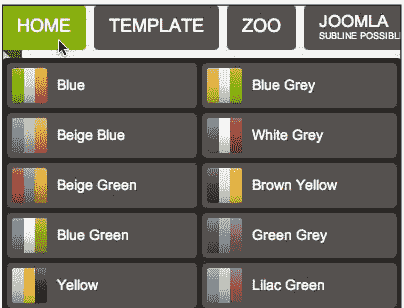 HOME TEMPLATE ZOO JOOMLA
SUBLINE POSSIBL
Blue Blue Grey
Beige Blue White Grey
Beige Green Brown Yellow
Blue Green Green Grey
Yellow Lilac Green